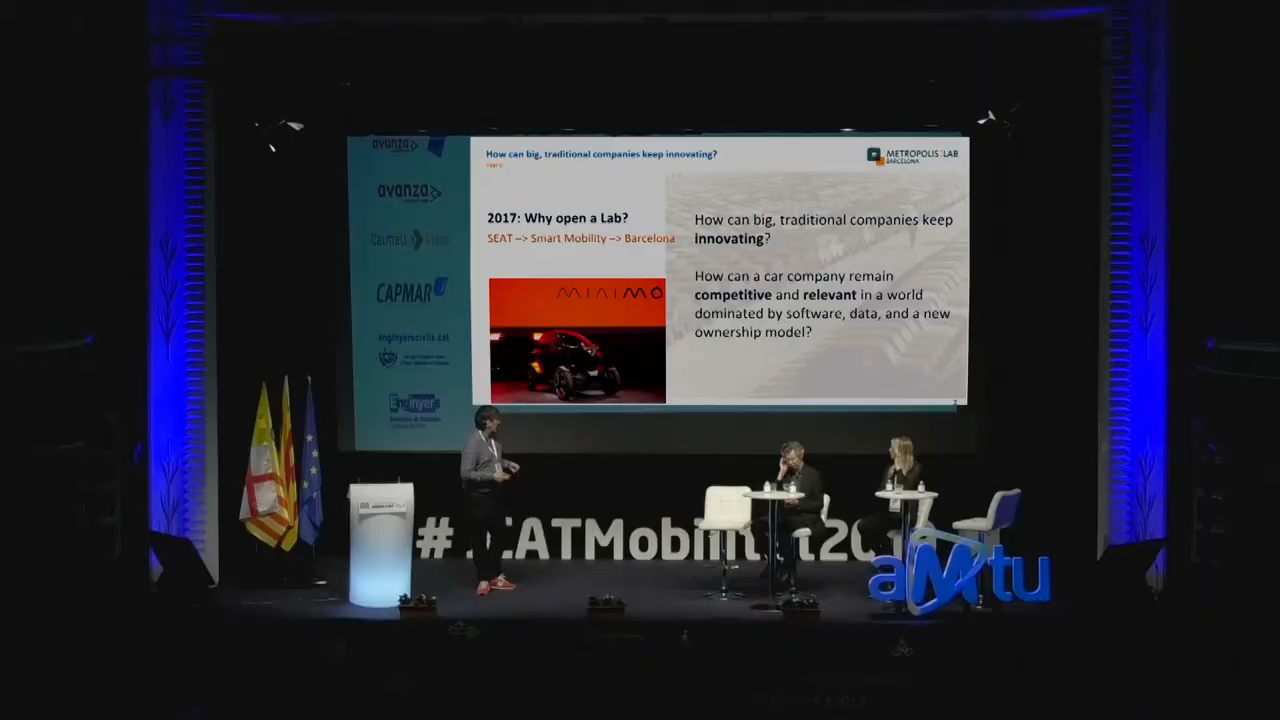 avanza
avanza
CAPMAR
enginyerscivils.cat
How can big, traditional companies keep innovating?
METROPOLIS:LAB
BARCELONA
2017: Why open a Lab?
SEAT –> Smart Mobility –> Barcelona
MINIMÓ
How can big, traditional companies keep
innovating?
How can a car company remain
competitive and relevant in a world
dominated by software, data, and a new
ownership model?
2
aMtu